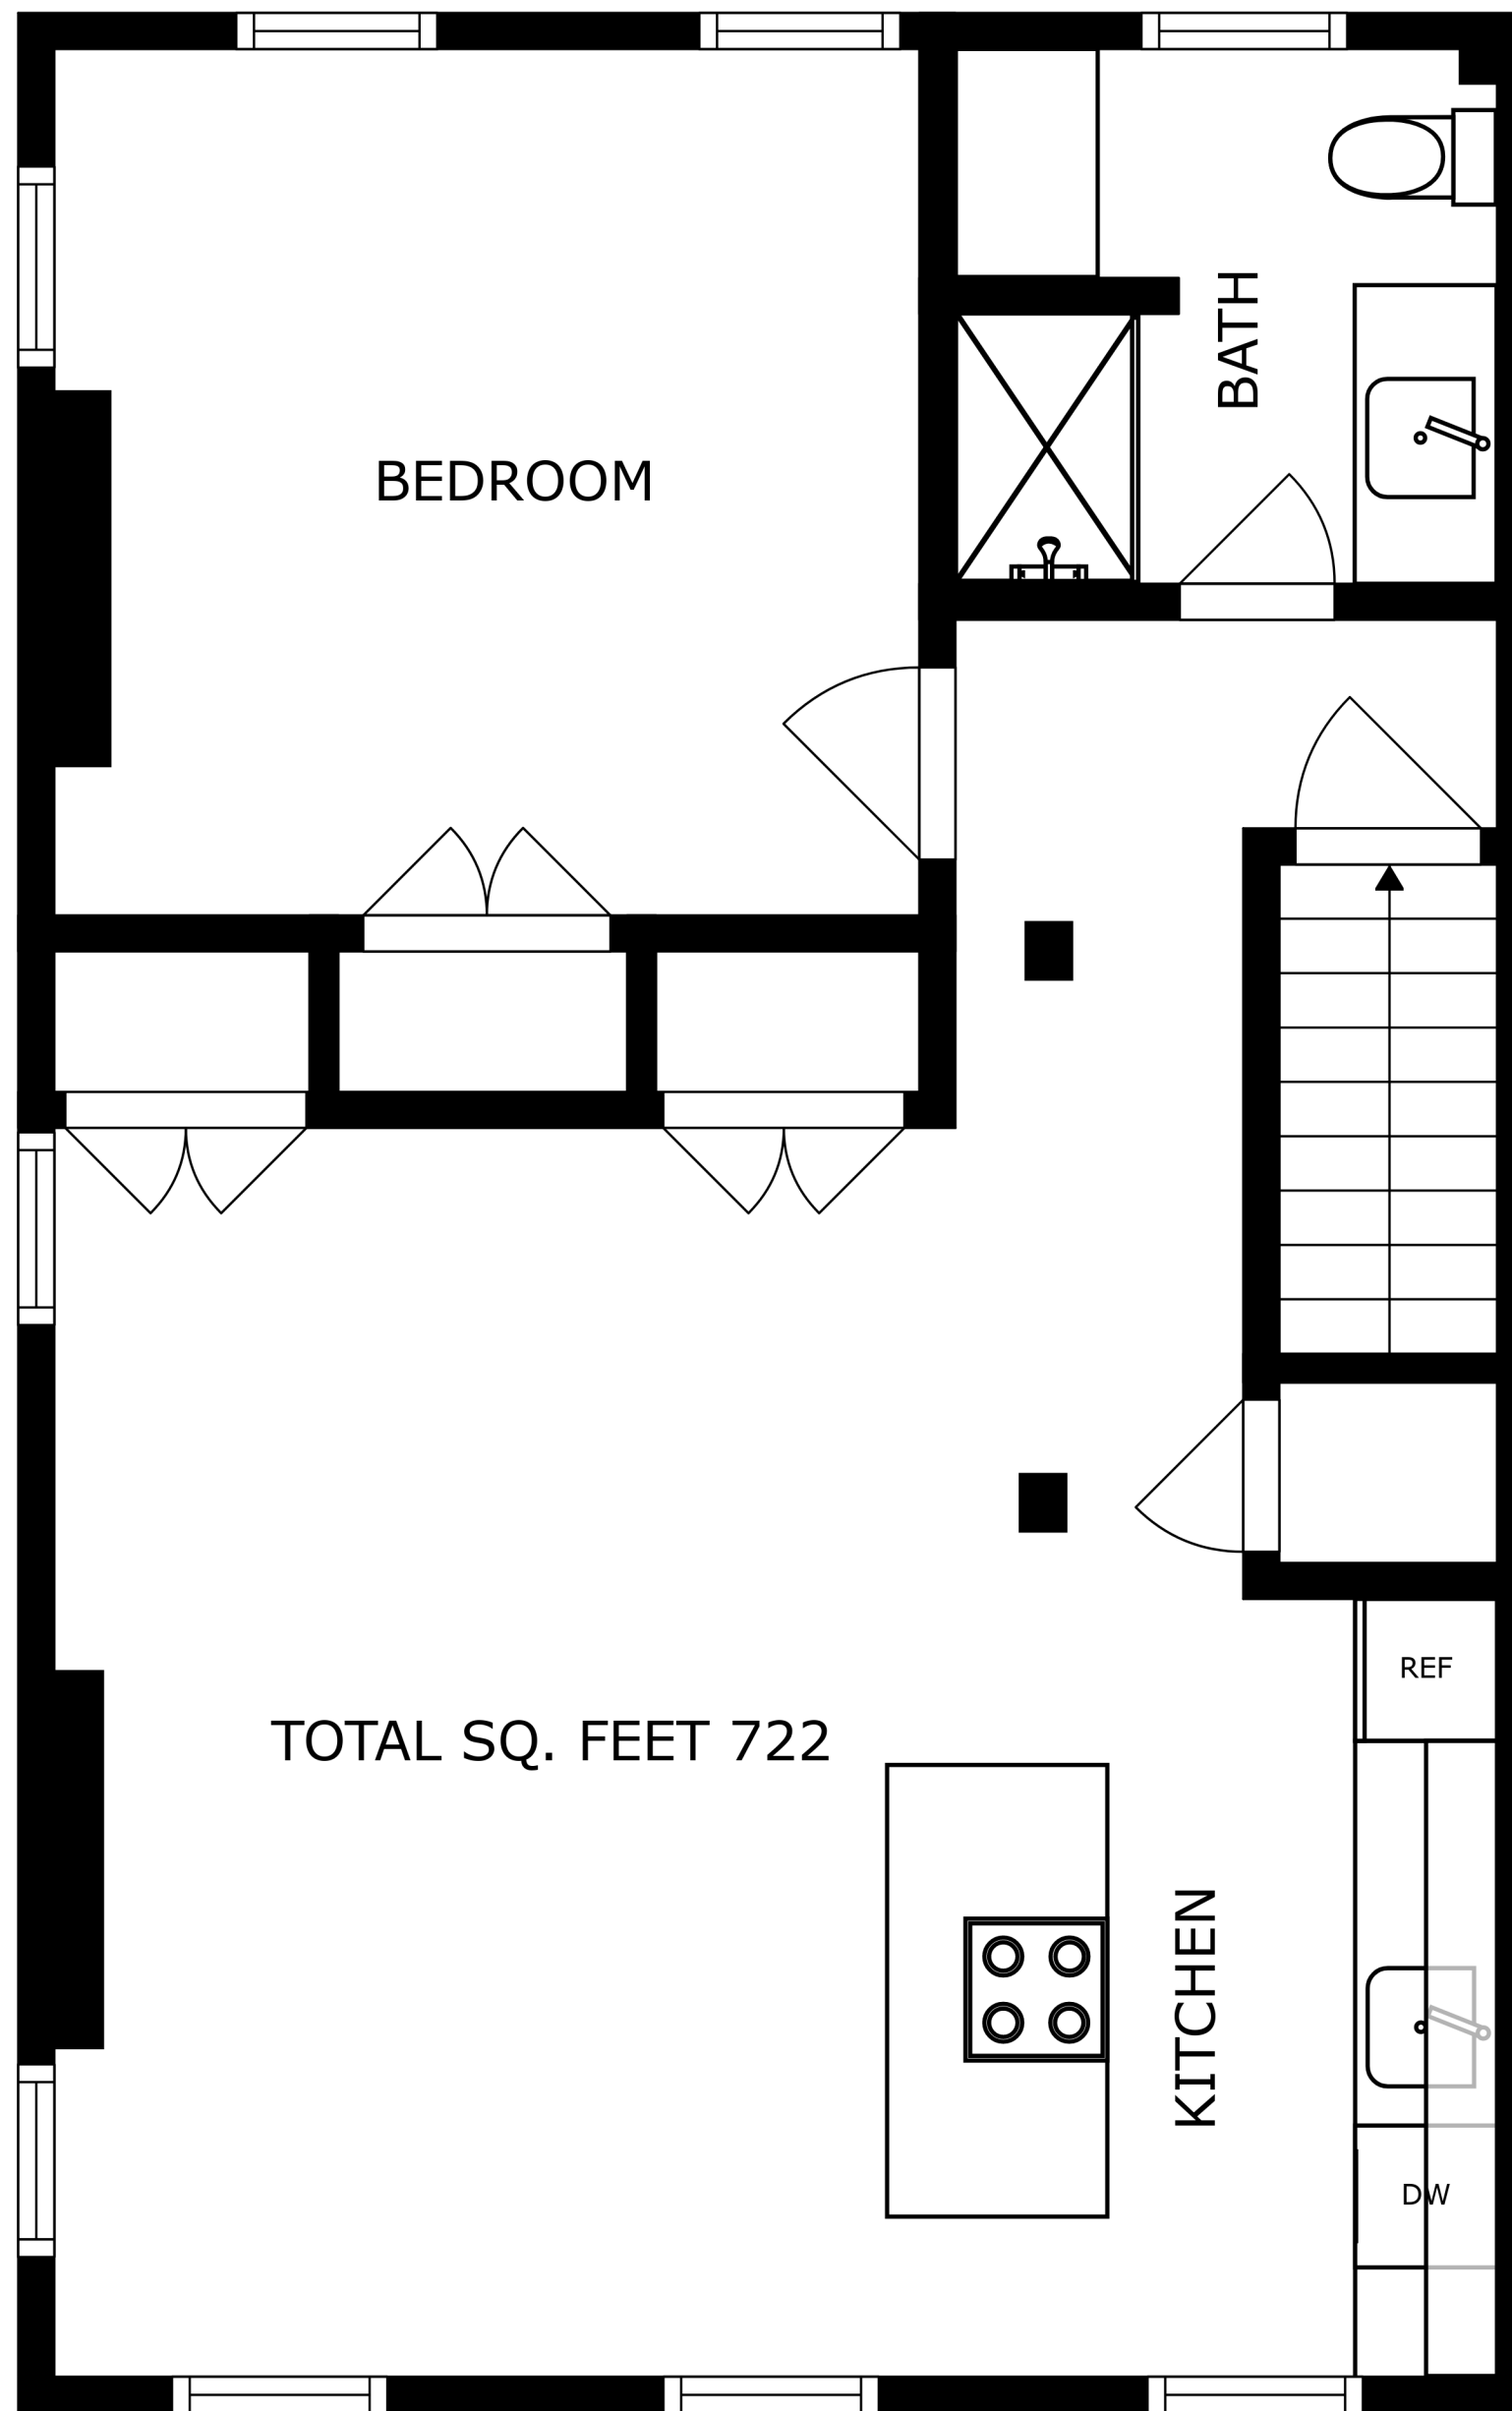 BATH
BEDROOM
REF
TOTAL SQ. FEET 722
KITCHEN
DW